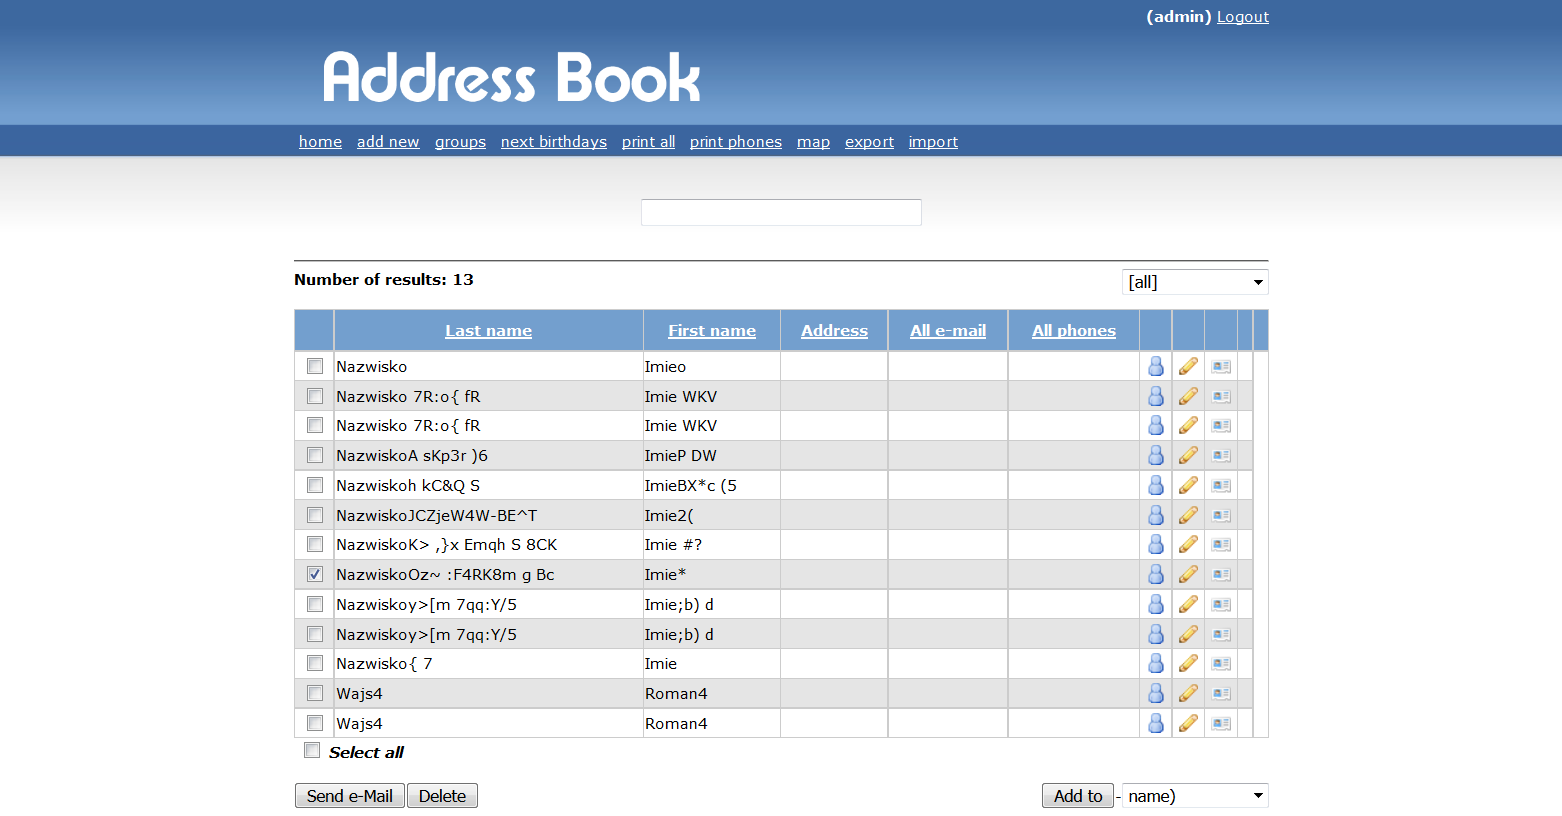 (admin) Logout
Address Book
home add new groups next birthdays print all print phones map export import
Number of results: 13
[all]
Last name First name Address All e-mail All phones
Nazwisko Imieo
Nazwisko 7R:o{ fR Imie WKV
Nazwisko 7R:o{ fR Imie WKV
NazwiskoA sKp3r )6 ImieP DW
Nazwiskoh kC&Q S ImieBX*c (5
NazwiskoJCZjeW4W-BE^T Imie2(
NazwiskoK> ,}x Emqh S 8CK Imie #?
NazwiskoOz~ :F4RK8m g Bc Imie*
Nazwiskoy>[m 7qq:Y/5 Imie;b) d
Nazwiskoy>[m 7qq:Y/5 Imie;b) d
Nazwisko{ 7 Imie
Wajs4 Roman4
Wajs4 Roman4
Select all
Send e-Mail Delete Add to - name)